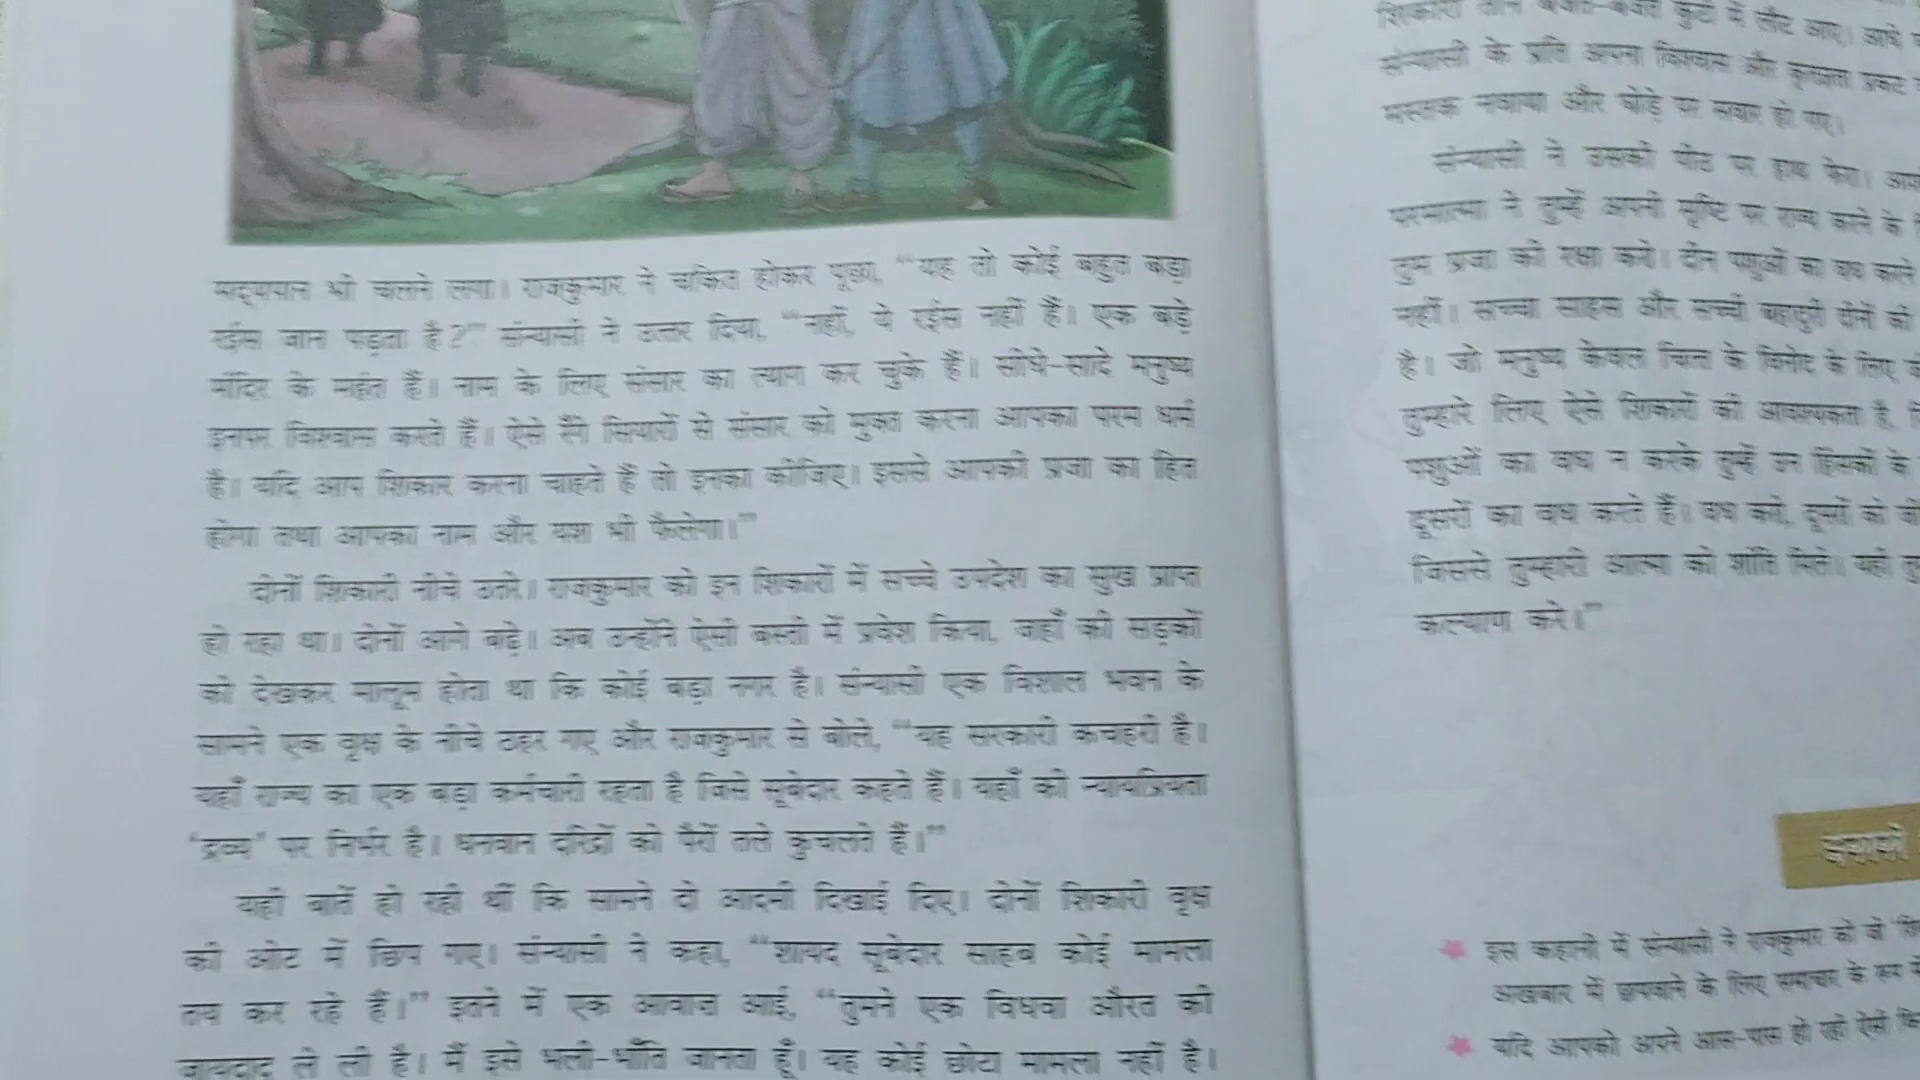 मद्यपान भी चलने लगा। राजकुमार ने चकित होकर पूछा, “यह तो कोई बहुत बड़ा
रईस जान पड़ता है?” संन्यासी ने उत्तर दिया, “नहीं, ये रईस नहीं हैं। एक बड़े
मंदिर के महंत हैं। नाम के लिए संसार का त्याग कर चुके हैं। सीधे-सादे मनुष्य
इनपर विश्वास करते हैं। ऐसे रँगे सियारों से संसार को मुक्त करना आपका परम धर्म
है। यदि आप शिकार करना चाहते हैं तो इनका कीजिए। इससे आपकी प्रजा का हित
होगा तथा आपका नाम और यश भी फैलेगा।”
दोनों शिकारी नीचे उतरे। राजकुमार को इन शिकारों में सच्चे उपदेश का सुख प्राप्त
हो रहा था। दोनों आगे बढ़े। अब उन्होंने ऐसी बस्ती में प्रवेश किया, जहाँ की सड़कों
को देखकर मालूम होता था कि कोई बड़ा नगर है। संन्यासी एक विशाल भवन के
सामने एक वृक्ष के नीचे ठहर गए और राजकुमार से बोले, “यह सरकारी कचहरी है।
यहाँ राज्य का एक बड़ा कर्मचारी रहता है जिसे सूबेदार कहते हैं। यहाँ की न्यायप्रियता
‘द्रव्य’ पर निर्भर है। धनवान दरिद्रों को पैरों तले कुचलते हैं।”
यही बातें हो रही थीं कि सामने दो आदमी दिखाई दिए। दोनों शिकारी वृक्ष
की ओट में छिप गए। संन्यासी ने कहा, “शायद सूबेदार साहब कोई मामला
तय कर रहे हैं।” इतने में एक आवाज आई, “तुमने एक विधवा औरत की
जायदाद ले ली है। मैं इसे भली-भाँति जानता हूँ। यह कोई छोटा मामला नहीं है।
शिकारी तीन बजते-बजते कुटी में लौट आए। आधे
संन्यासी के प्रति अपना विश्वास और कृतज्ञता प्रकट
मस्तक नवाया और घोड़े पर सवार हो गए।
संन्यासी ने उसकी पीठ पर हाथ फेरा।
परमात्मा ने तुम्हें अपनी सृष्टि पर राज्य करने के
तुम प्रजा की रक्षा करो। दीन पशुओं का वध करने
नहीं। सच्चा साहस और सच्ची बहादुरी दीनों की
है। जो मनुष्य केवल चित्त के विनोद के लिए
तुम्हारे लिए ऐसे शिकारों की आवश्यकता है,
पशुओं का वध न करके तुम्हें उन हिंसकों के
दूसरों का वध करते हैं। वध करो, दूसरों को
जिससे तुम्हारी आत्मा को शांति मिले। यही
कल्याण करे।”
इस कहानी में संन्यासी ने राजकुमार को जो
अखबार में छपवाने के लिए समाचार के रूप
यदि आपको अपने आस-पास हो रही ऐसी